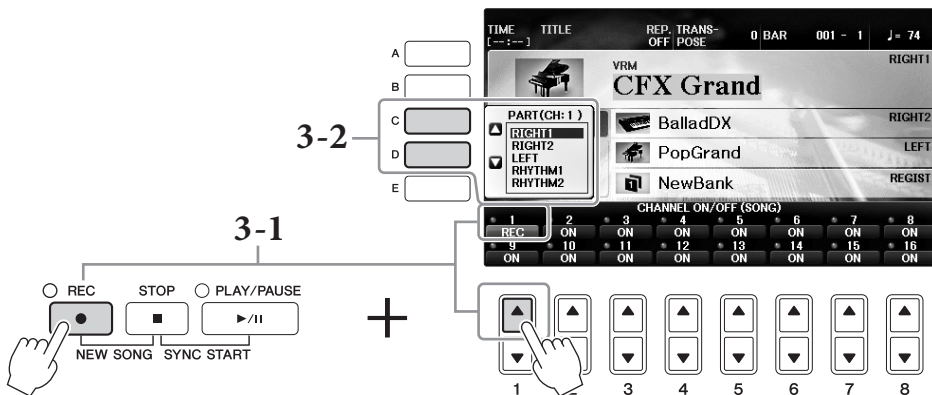 TIME TITLE REP. TRANS-
[--:--] OFF POSE 0 BAR 001 - 1 ♩= 74
RIGHT1
VRM
CFX Grand
A
B
C
D
E
3-2
PART(CH:1)
RIGHT1
RIGHT2
LEFT
RHYTHM1
RHYTHM2
BalladDX RIGHT2
PopGrand LEFT
NewBank REGIST
CHANNEL ON/OFF (SONG)
1 2 3 4 5 6 7 8
REC ON ON ON ON ON ON ON
9 10 11 12 13 14 15 16
ON ON ON ON ON ON ON ON
3-1
REC STOP PLAY/PAUSE
NEW SONG SYNC START
+
1 3 4 5 6 7 8